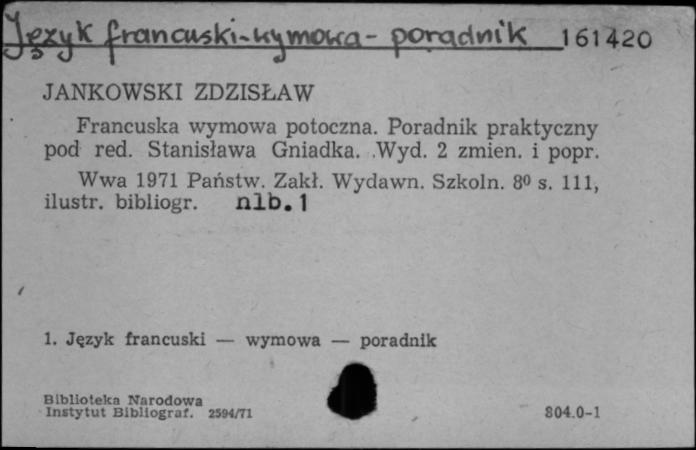 Język francuski-wymowa-poradnik 161420
JANKOWSKI ZDZISŁAW
Francuska wymowa potoczna. Poradnik praktyczny
pod red. Stanisława Gniadka. Wyd. 2 zmien. i popr.
Wwa 1971 Państw. Zakł. Wydawn. Szkoln. 8⁰ s. 111,
ilustr. bibliogr. nlb.1
1. Język francuski — wymowa — poradnik
Biblioteka Narodowa
Instytut Bibliograf. 2594/71 804.0-1